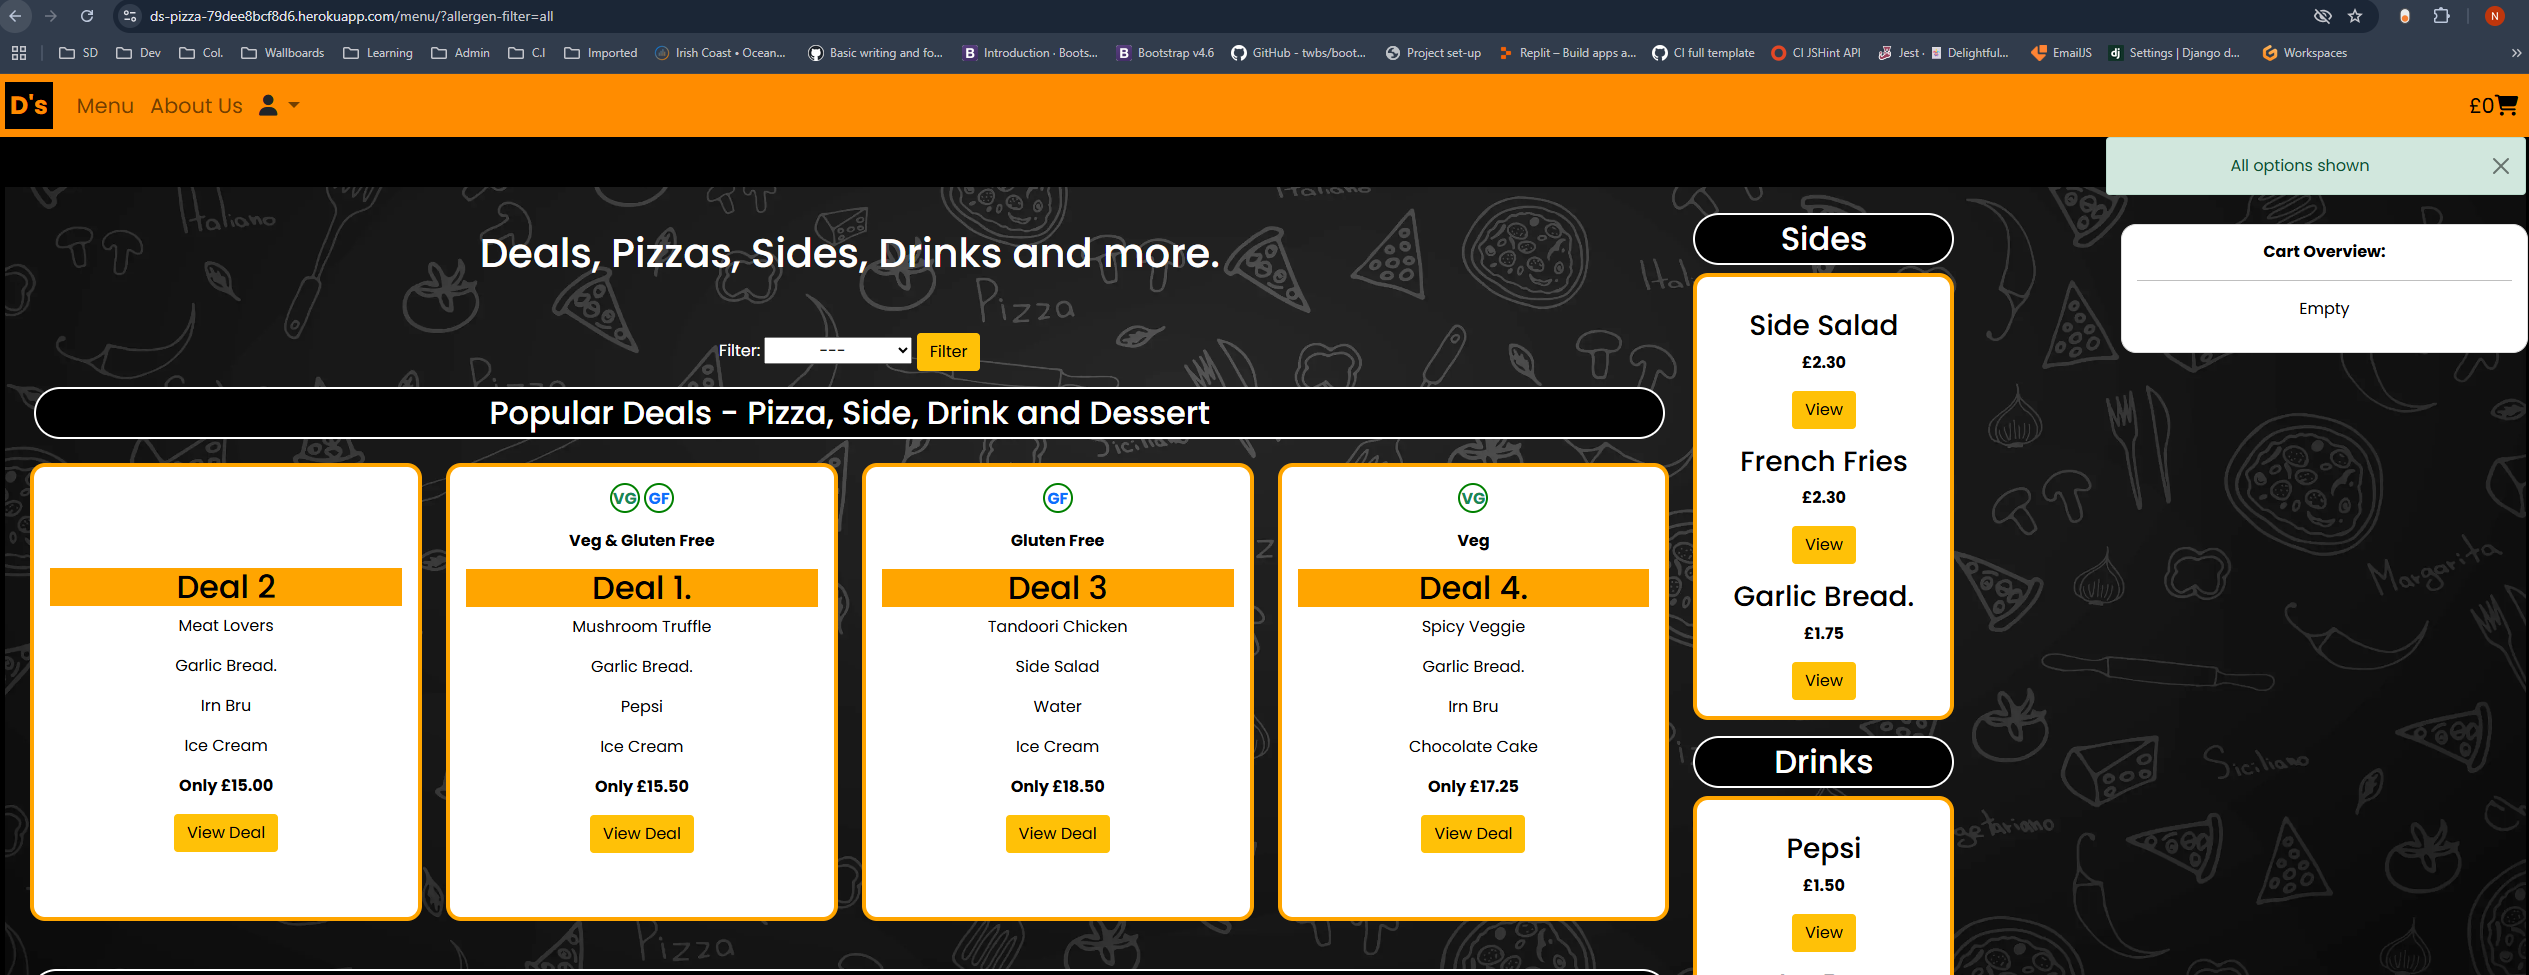 ds-pizza-79dee8bcf8d6.herokuapp.com/menu/?allergen-filter=all
N
SD Dev Col. Wallboards Learning Admin C.I Imported Irish Coast • Ocean... Basic writing and fo... B Introduction · Boots... B Bootstrap v4.6 GitHub - twbs/boot... Project set-up Replit – Build apps a... CI full template CI JSHint API Jest · Delightful... EmailJS dj Settings | Django d... Workspaces »
D's Menu About Us £0
All options shown
Deals, Pizzas, Sides, Drinks and more.
Filter: --- Filter
Popular Deals - Pizza, Side, Drink and Dessert
Deal 2
Meat Lovers
Garlic Bread.
Irn Bru
Ice Cream
Only £15.00
View Deal
VG GF
Veg & Gluten Free
Deal 1.
Mushroom Truffle
Garlic Bread.
Pepsi
Ice Cream
Only £15.50
View Deal
GF
Gluten Free
Deal 3
Tandoori Chicken
Side Salad
Water
Ice Cream
Only £18.50
View Deal
VG
Veg
Deal 4.
Spicy Veggie
Garlic Bread.
Irn Bru
Chocolate Cake
Only £17.25
View Deal
Sides
Side Salad
£2.30
View
French Fries
£2.30
View
Garlic Bread.
£1.75
View
Drinks
Pepsi
£1.50
View
Cart Overview:
Empty
Italiano
Italiano
Pizza
Margarita
Siciliano
Pizza